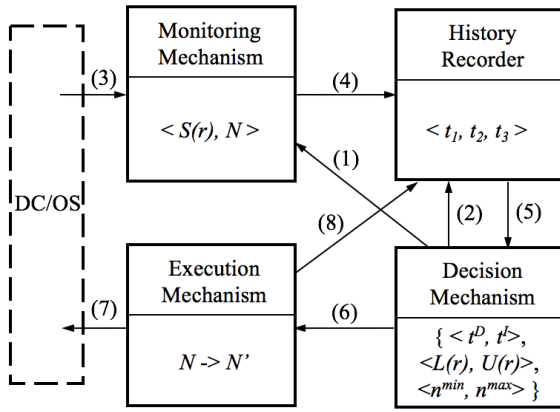 Monitoring
Mechanism
< S(r), N >
History
Recorder
< t₁, t₂, t₃ >
(3)
(4)
(1)
DC/OS
(8)
(2)
(5)
Execution
Mechanism
N -> N’
Decision
Mechanism
{ < tᴰ, tᴵ>,
<L(r), U(r)>,
<nᵐⁱⁿ, nᵐᵃˣ> }
(7)
(6)